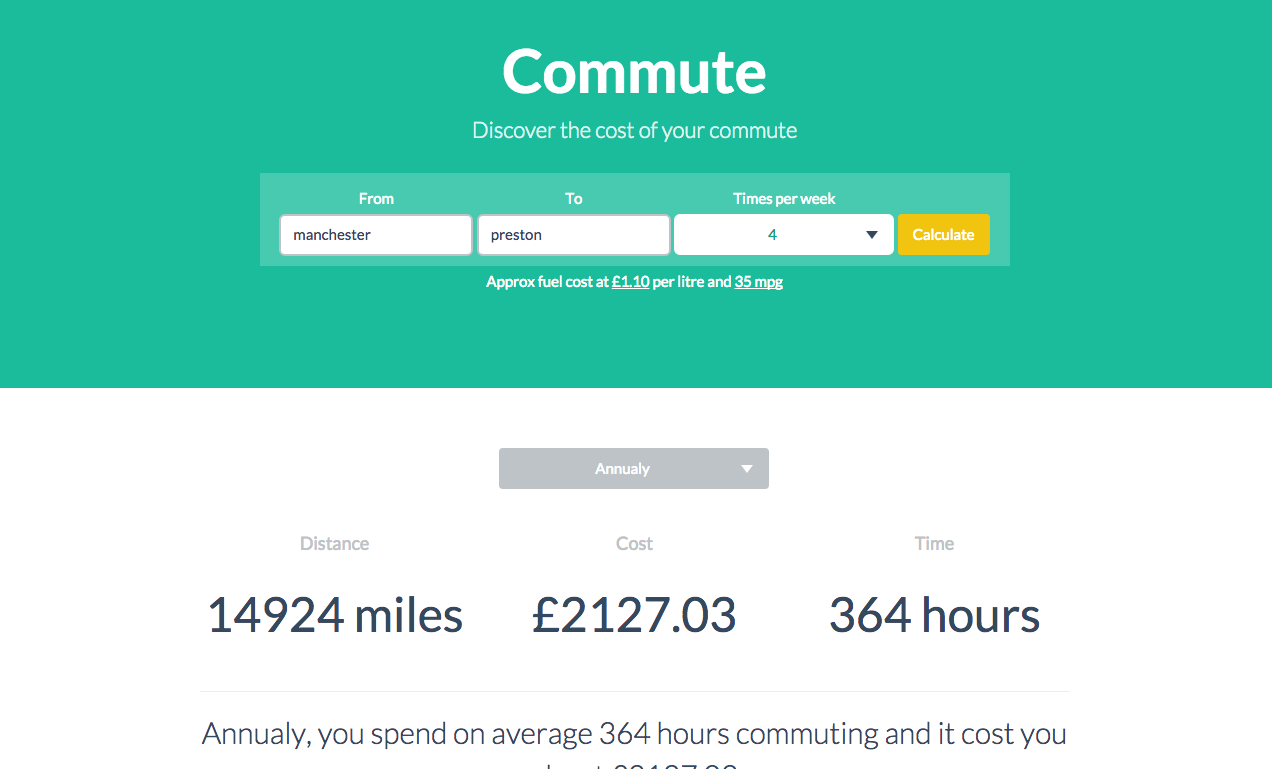 Commute
Discover the cost of your commute
From To Times per week
manchester preston 4 Calculate
Approx fuel cost at £1.10 per litre and 35 mpg
Annualy
Distance Cost Time
14924 miles £2127.03 364 hours
Annualy, you spend on average 364 hours commuting and it cost you